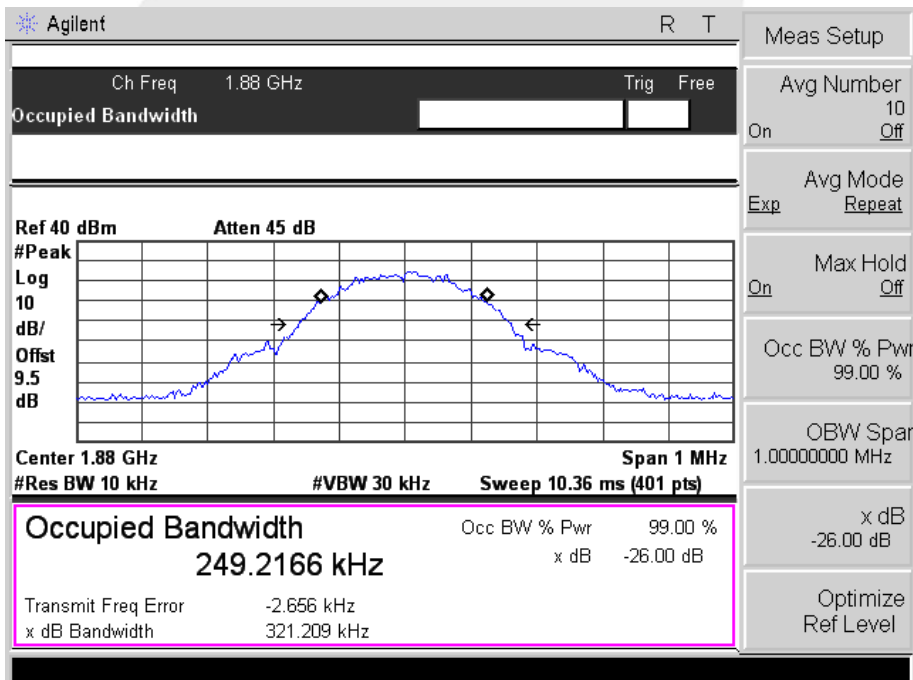 Agilent R T
Ch Freq 1.88 GHz Trig Free
Occupied Bandwidth
Ref 40 dBm Atten 45 dB
#Peak
Log
10
dB/
Offst
9.5
dB
Center 1.88 GHz Span 1 MHz
#Res BW 10 kHz #VBW 30 kHz Sweep 10.36 ms (401 pts)
Occupied Bandwidth Occ BW % Pwr 99.00 %
249.2166 kHz x dB -26.00 dB
Transmit Freq Error -2.656 kHz
x dB Bandwidth 321.209 kHz
Meas Setup
Avg Number
10
On Off
Avg Mode
Exp Repeat
Max Hold
On Off
Occ BW % Pwr
99.00 %
OBW Span
1.00000000 MHz
x dB
-26.00 dB
Optimize
Ref Level